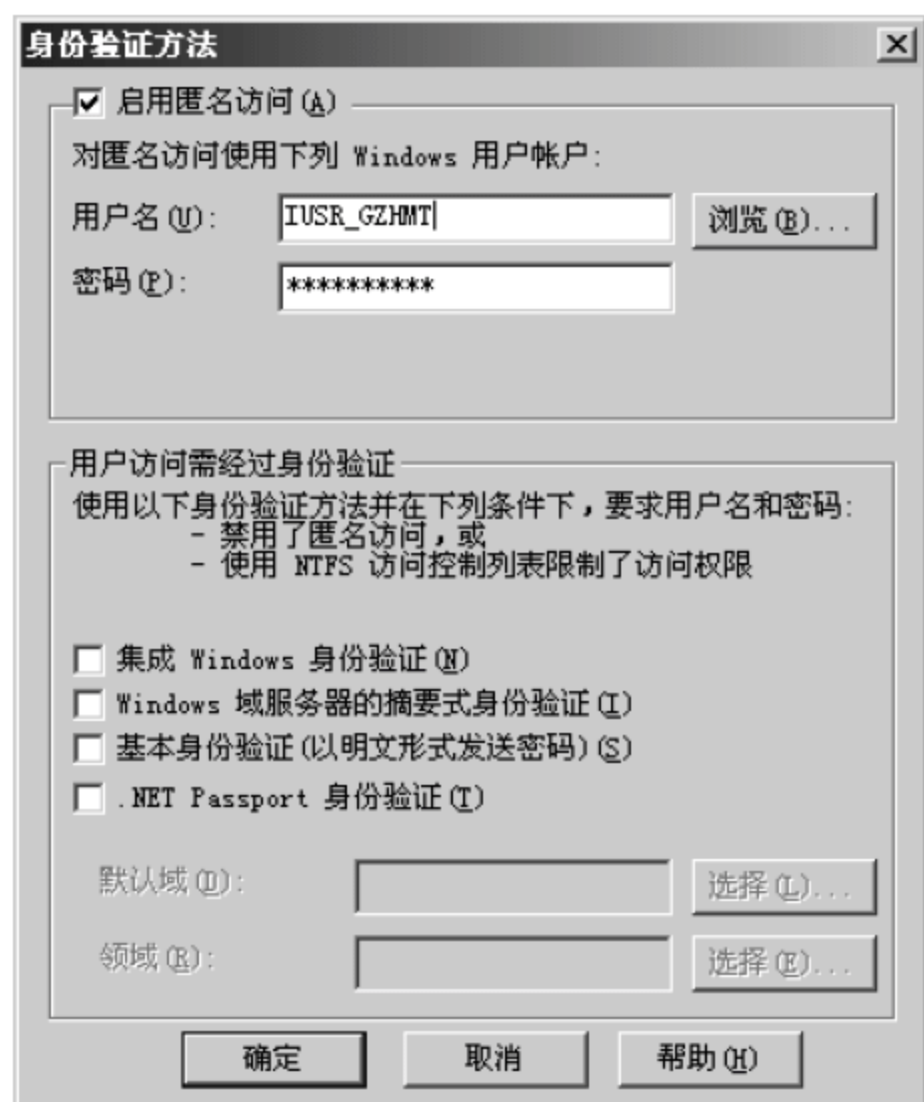 身份验证方法
启用匿名访问(A)
对匿名访问使用下列 Windows 用户帐户:
用户名(U): IUSR_GZHMT 浏览(B)...
密码(P): **********
用户访问需经过身份验证
使用以下身份验证方法并在下列条件下，要求用户名和密码:
- 禁用了匿名访问，或
- 使用 NTFS 访问控制列表限制了访问权限
集成 Windows 身份验证(N)
Windows 域服务器的摘要式身份验证(I)
基本身份验证(以明文形式发送密码)(S)
.NET Passport 身份验证(T)
默认域(D): 选择(L)...
领域(R): 选择(E)...
确定 取消 帮助(H)